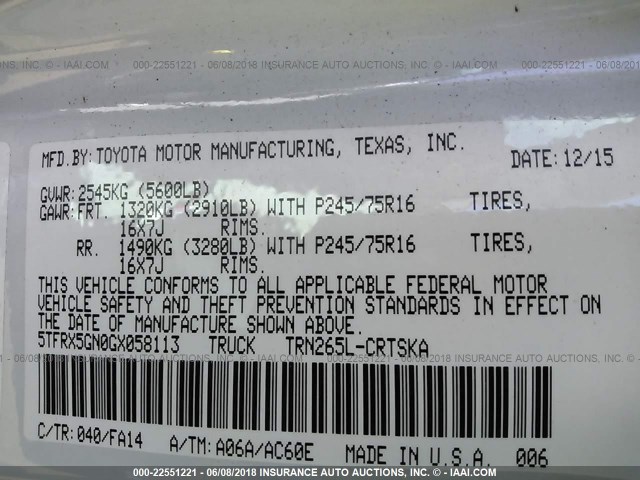 000-22551221 - 06/08/2018 - INSURANCE AUTO AUCTIONS, INC. - © - IAAI.COM
MFD.BY: TOYOTA MOTOR MANUFACTURING, TEXAS, INC. DATE: 12/15
GVWR: 2545KG (5600LB)
GAWR: FRT. 1320KG (2910LB) WITH P245/75R16 TIRES,
16X7J RIMS.
RR. 1490KG (3280LB) WITH P245/75R16 TIRES,
16X7J RIMS.
THIS VEHICLE CONFORMS TO ALL APPLICABLE FEDERAL MOTOR
VEHICLE SAFETY AND THEFT PREVENTION STANDARDS IN EFFECT ON
THE DATE OF MANUFACTURE SHOWN ABOVE.
5TFRX5GN0GX058113 TRUCK TRN265L-CRTSKA
C/TR: 040/FA14 A/TM: A06A/AC60E MADE IN U.S.A. 006
000-22551221 - 06/08/2018 - INSURANCE AUTO AUCTIONS, INC. - © - IAAI.COM